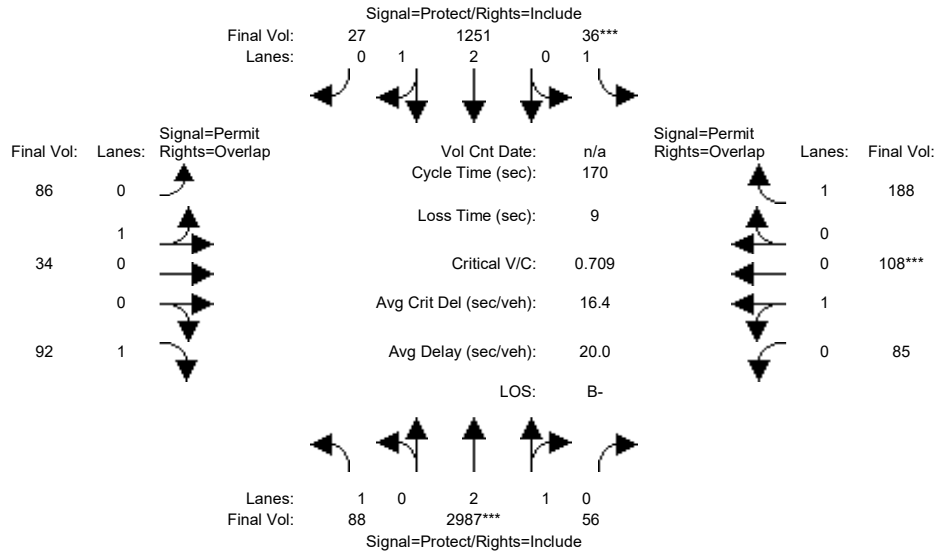 Signal=Protect/Rights=Include
Final Vol: 27 1251 36***
Lanes: 0 1 2 0 1
Signal=Permit Signal=Permit
Final Vol: Lanes: Rights=Overlap Vol Cnt Date: n/a Rights=Overlap Lanes: Final Vol:
Cycle Time (sec): 170
86 0 1 188
Loss Time (sec): 9
1 0
34 0 Critical V/C: 0.709 0 108***
0 Avg Crit Del (sec/veh): 16.4 1
92 1 Avg Delay (sec/veh): 20.0 0 85
LOS: B-
Lanes: 1 0 2 1 0
Final Vol: 88 2987*** 56
Signal=Protect/Rights=Include